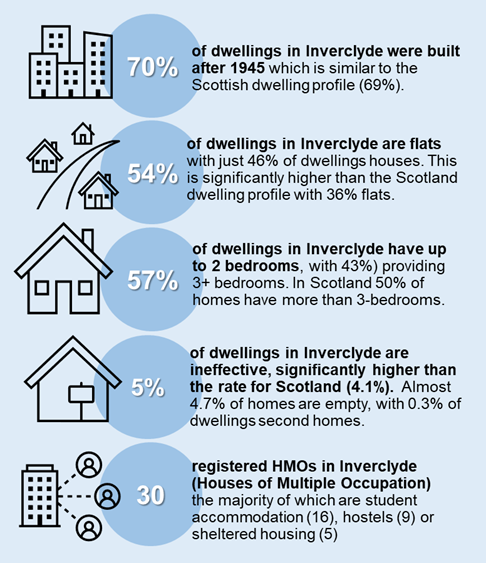 70%
of dwellings in Inverclyde were built
after 1945 which is similar to the
Scottish dwelling profile (69%).
54%
of dwellings in Inverclyde are flats
with just 46% of dwellings houses. This
is significantly higher than the Scotland
dwelling profile with 36% flats.
57%
of dwellings in Inverclyde have up
to 2 bedrooms, with 43%) providing
3+ bedrooms. In Scotland 50% of
homes have more than 3-bedrooms.
5%
of dwellings in Inverclyde are
ineffective, significantly higher than
the rate for Scotland (4.1%). Almost
4.7% of homes are empty, with 0.3% of
dwellings second homes.
30
registered HMOs in Inverclyde
(Houses of Multiple Occupation)
the majority of which are student
accommodation (16), hostels (9) or
sheltered housing (5)